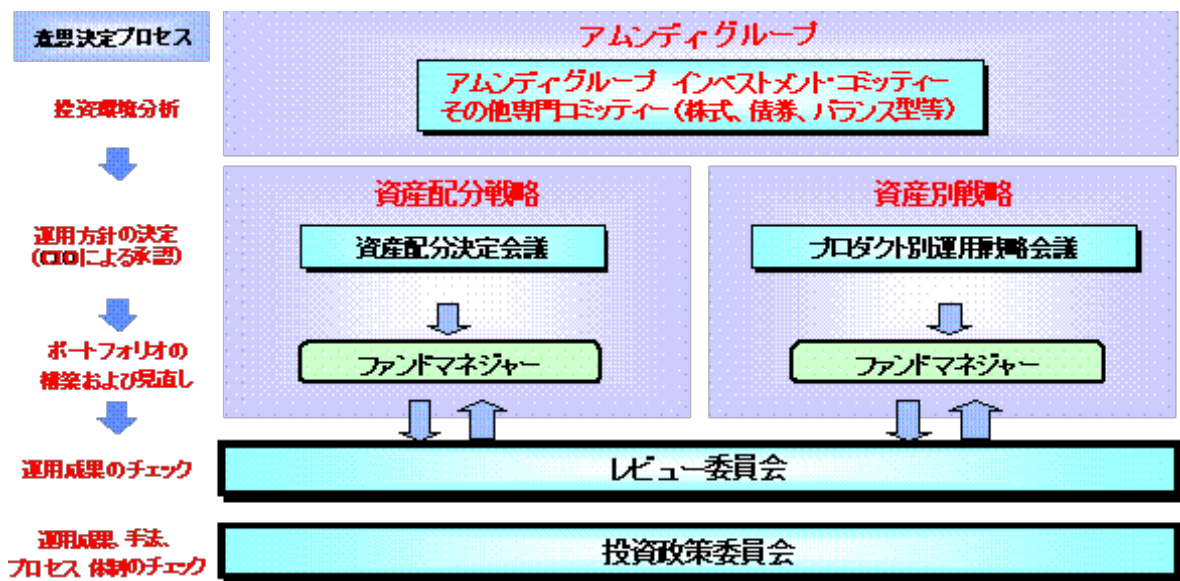 意思決定プロセス
アムンディグループ
アムンディグループ インベストメント・コミッティー
その他専門コミッティー(株式、債券、バランス型等)
投資環境分析
資産配分戦略
資産別戦略
運用方針の決定
(CIOによる承認)
資産配分決定会議
プロダクト別運用戦略会議
ポートフォリオの
構築および見直し
ファンドマネジャー
ファンドマネジャー
運用成果のチェック
レビュー委員会
運用成果、手法、
プロセス 体制のチェック
投資政策委員会